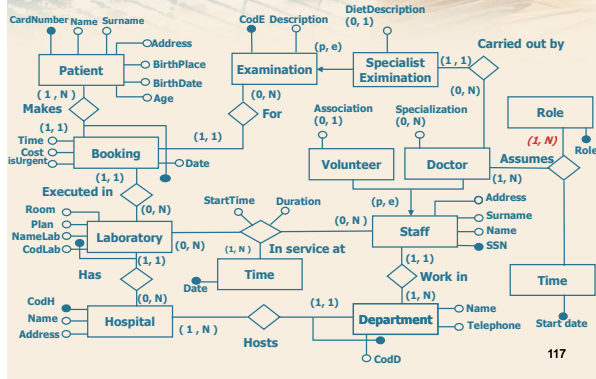 CardNumber Name Surname
Address
Patient
BirthPlace
BirthDate
Age
(1 , N)
Makes
(1, 1)
CodE Description
(p, e)
Examination
(0, N)
For
(1, 1)
DietDescription
(0, 1)
Specialist
Eximination
(1 , 1)
Carried out by
(0, N)
Association
(0, 1)
Specialization
(0, N)
Volunteer
Doctor
(1, N)
Assumes
Role
(1, N)
Role
Time
Cost
isUrgent
Booking
Date
(1, 1)
Executed in
(0, N)
Room
Plan
NameLab
CodLab
Laboratory
(0, N)
(1, 1)
Has
(0, N)
StartTime
Duration
(1, N)
In service at
(0, N)
Time
Date
(p, e)
Staff
Address
Surname
Name
SSN
(1, 1)
Work in
(1, N)
Time
Start date
CodH
Name
Address
Hospital
(1 , N)
Hosts
(1, 1)
Department
Name
Telephone
CodD
117